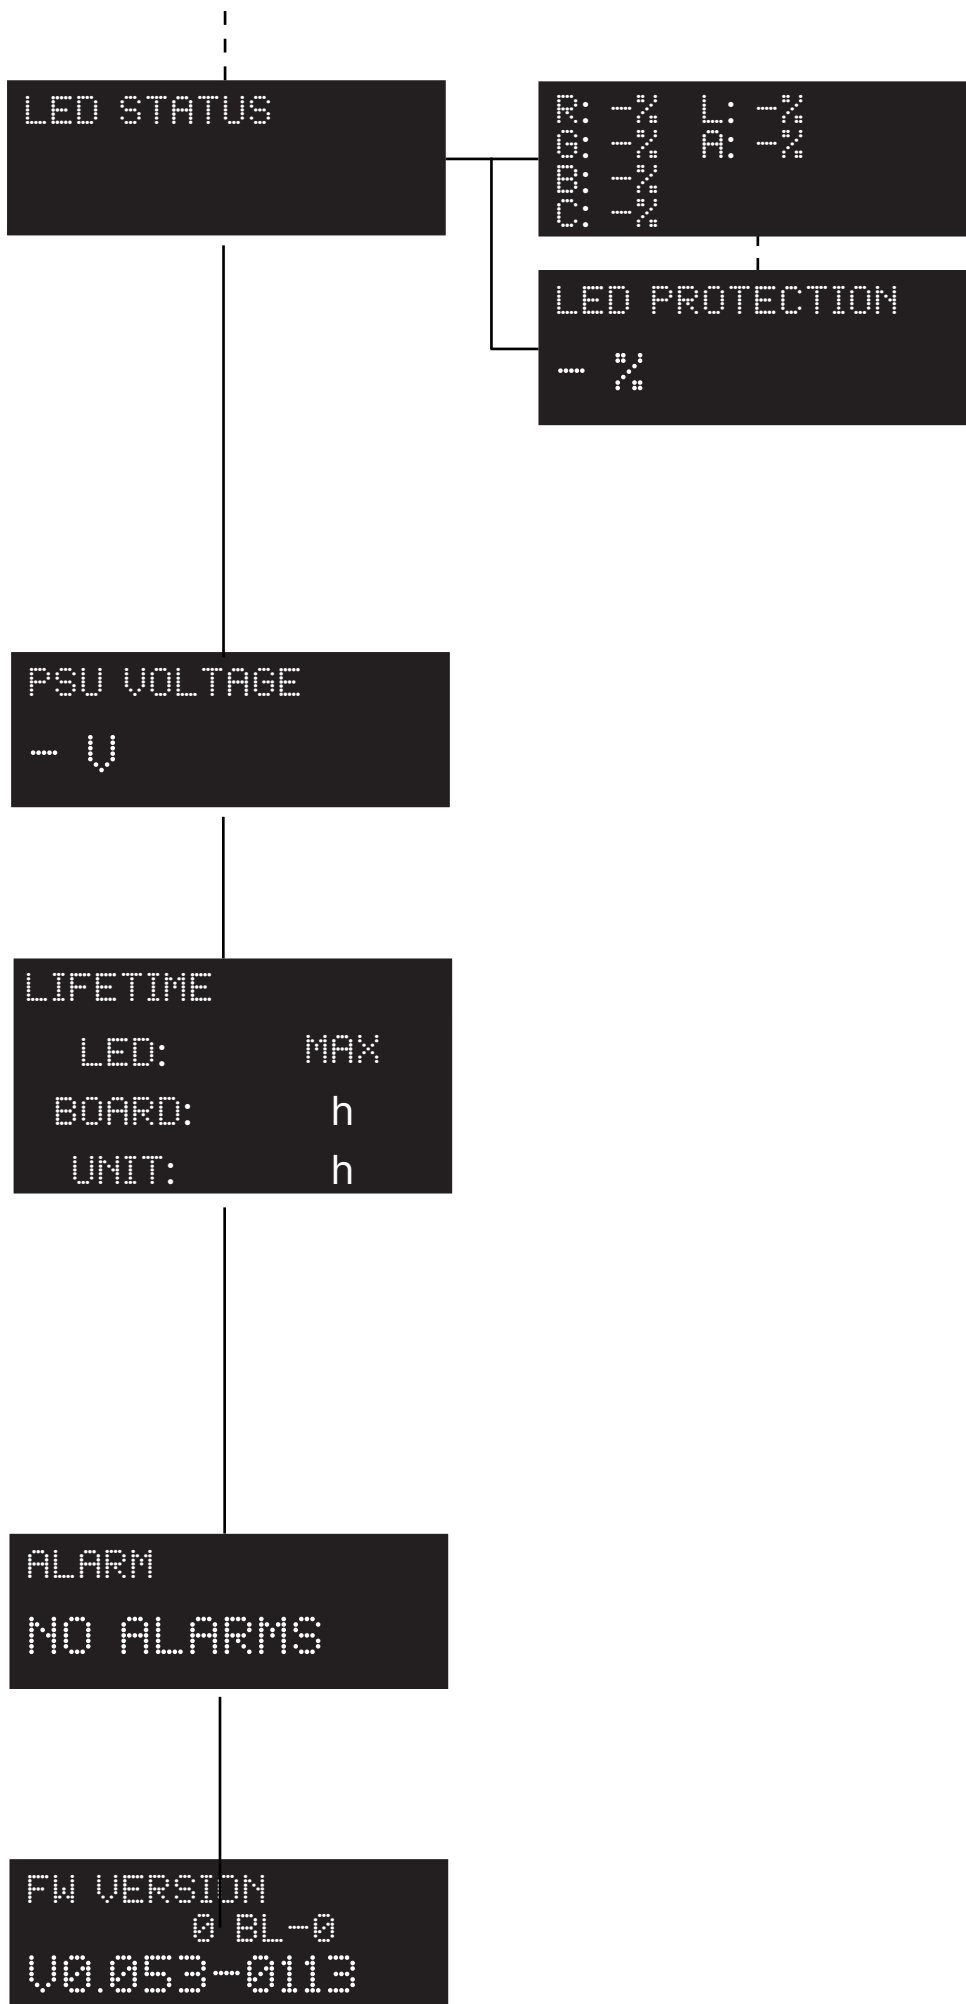 LED STATUS
R: -% L: -%
G: -% A: -%
B: -%
C: -%
LED PROTECTION
- %
PSU VOLTAGE
- V
LIFETIME
LED: MAX
BOARD: h
UNIT: h
ALARM
NO ALARMS
FW VERSION
0 BL-0
V0.053-0113